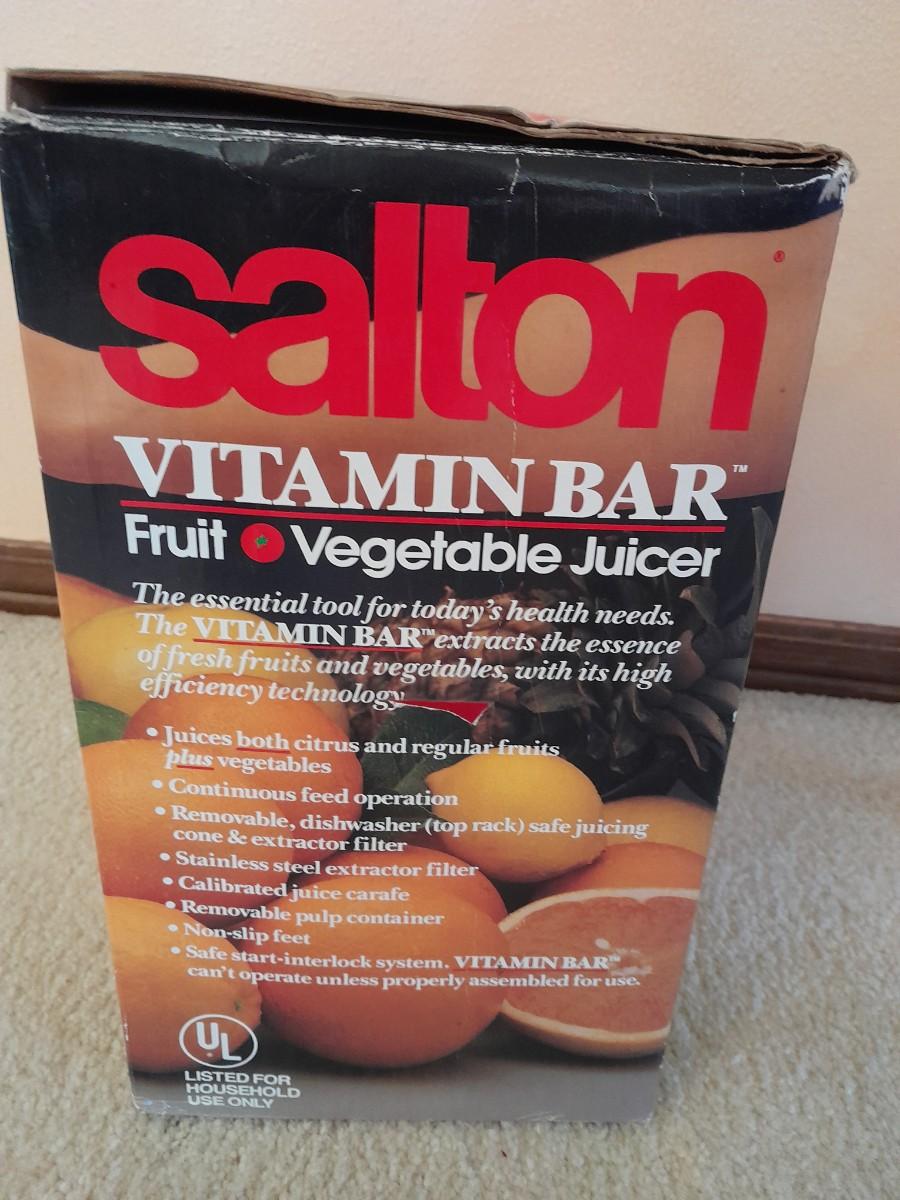 salton®
VITAMIN BAR™
Fruit Vegetable Juicer
The essential tool for today's health needs.
The VITAMIN BAR™ extracts the essence
of fresh fruits and vegetables, with its high
efficiency technology
• Juices both citrus and regular fruits
plus vegetables
• Continuous feed operation
• Removable, dishwasher (top rack) safe juicing
cone & extractor filter
• Stainless steel extractor filter
• Calibrated juice carafe
• Removable pulp container
• Non-slip feet
• Safe start-interlock system. VITAMIN BAR™
can't operate unless properly assembled for use.
UL
LISTED FOR
HOUSEHOLD
USE ONLY